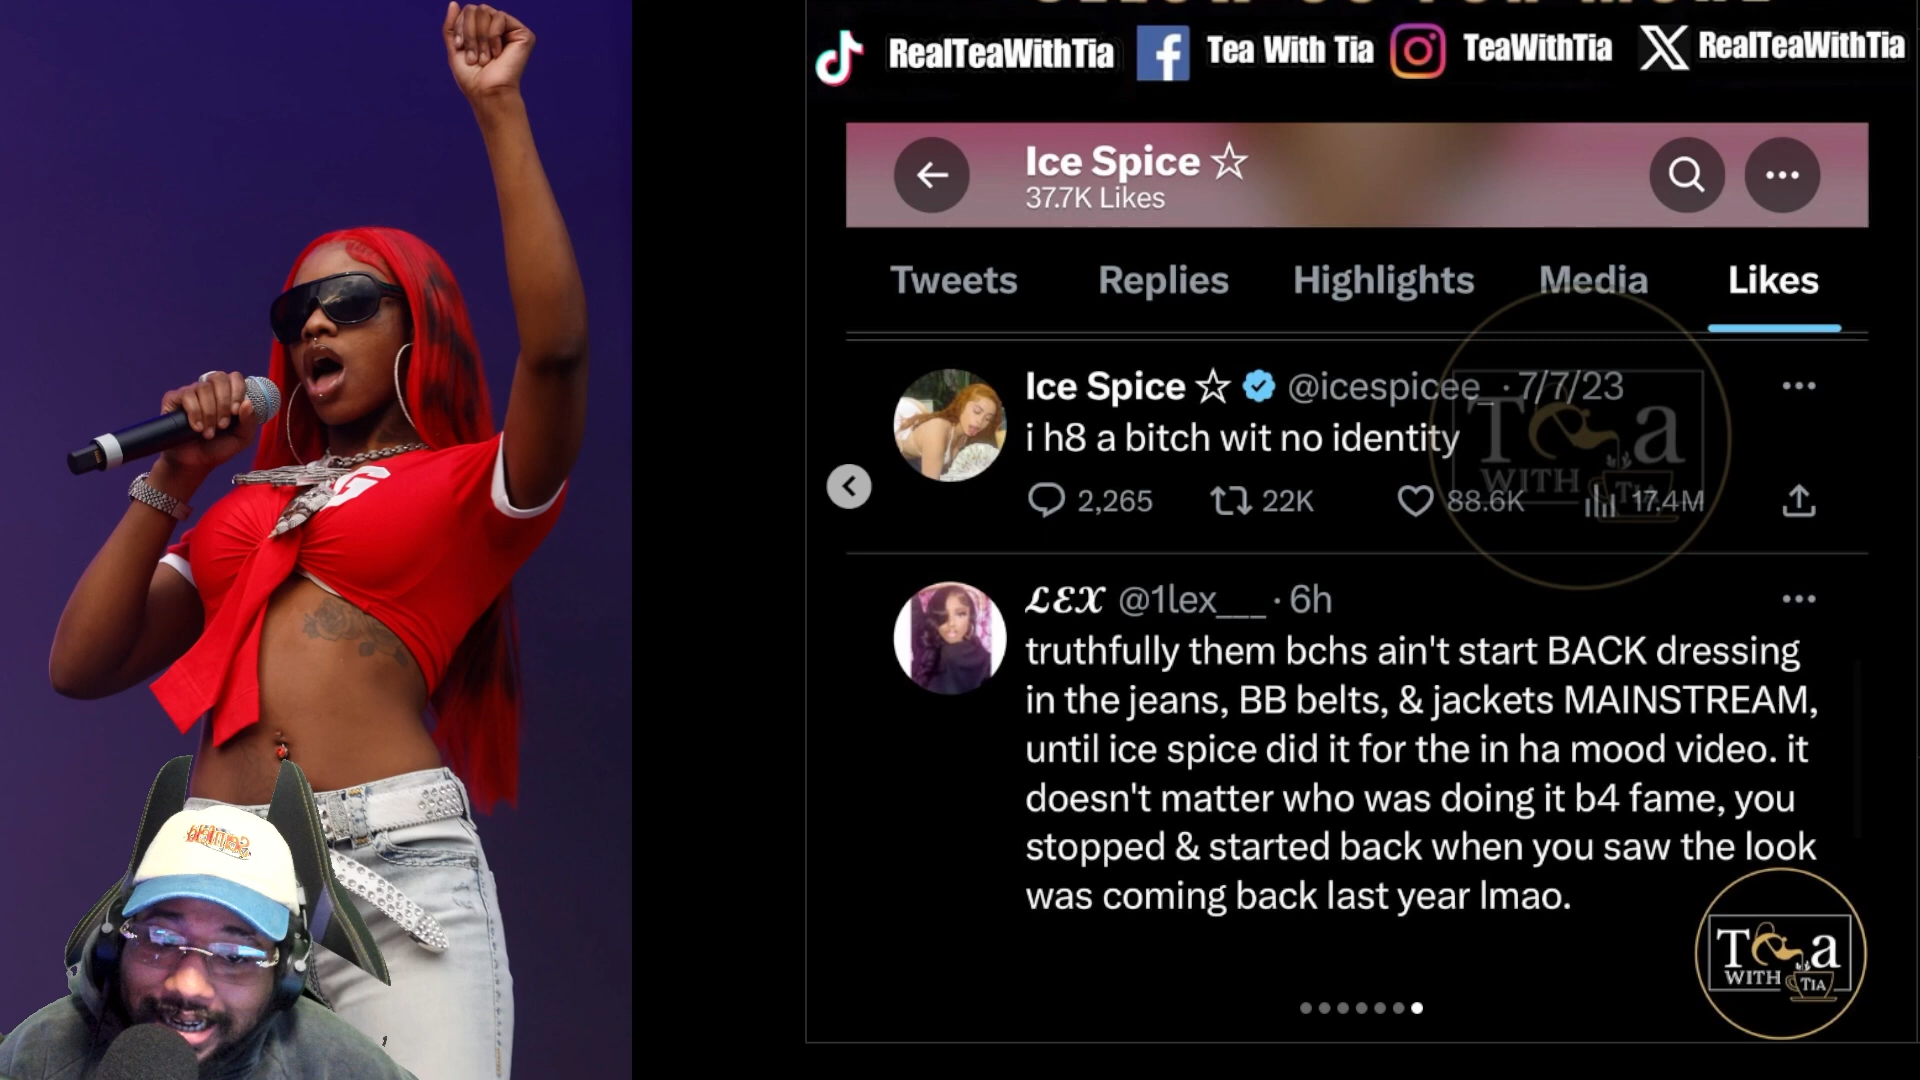 RealTeaWithTia
Tea With Tia
TeaWithTia
RealTeaWithTia
Ice Spice ☆
37.7K Likes
Tweets Replies Highlights Media Likes
Ice Spice ☆ @icespicee_ · 7/7/23
i h8 a bitch wit no identity
2,265 22K 88.6K 17.4M
Tea
WITH TIA
ℒℰ𝒳 @1lex___ · 6h
truthfully them bchs ain't start BACK dressing
in the jeans, BB belts, & jackets MAINSTREAM,
until ice spice did it for the in ha mood video. it
doesn't matter who was doing it b4 fame, you
stopped & started back when you saw the look
was coming back last year lmao.
Tea
WITH TIA
G